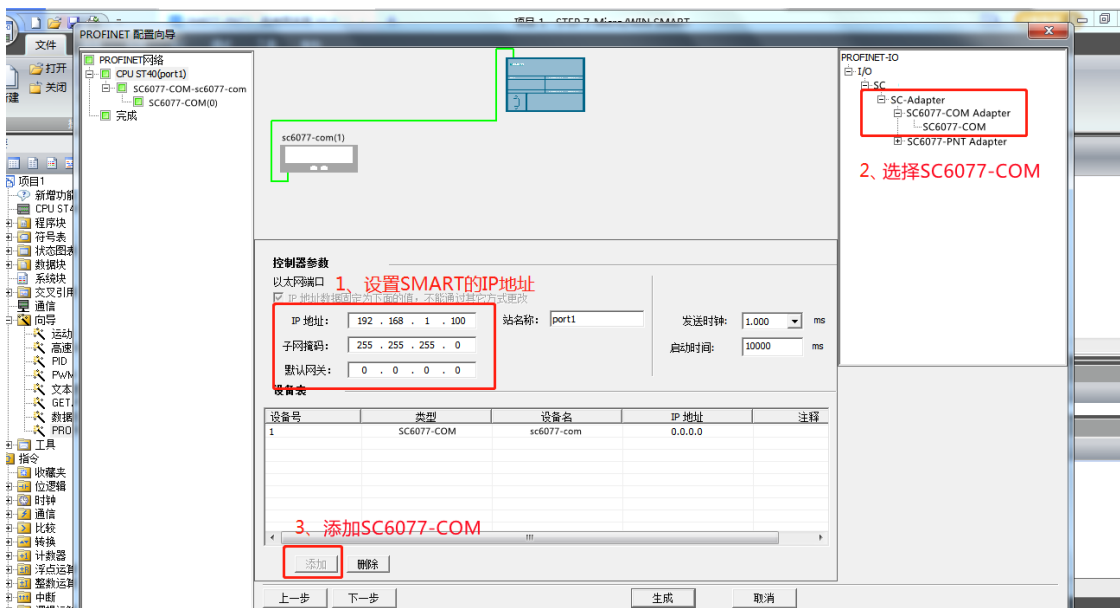 项目 1 - STEP 7-Micro/WIN SMART
文件
打开
关闭
项目1
CPU ST4
程序块
符号表
状态图表
数据块
系统块
交叉引用
通信
向导
运动
高速
PID
PWM
文本
GET.
数据
PRO
工具
指令
收藏夹
位逻辑
时钟
通信
比较
转换
计数器
浮点运算
整数运算
中断
PROFINET 配置向导
PROFINET网络
CPU ST40(port1)
SC6077-COM-sc6077-com
SC6077-COM(0)
完成
sc6077-com(1)
PROFINET-IO
I/O
SC
SC-Adapter
SC6077-COM Adapter
SC6077-COM
SC6077-PNT Adapter
2、选择SC6077-COM
控制器参数
以太网端口
1、设置SMART的IP地址
IP 地址数据固定为下面的值，不能通过其它方式更改
IP 地址: 192 . 168 . 1 . 100 站名称: port1 发送时钟: 1.000 ms
子网掩码: 255 . 255 . 255 . 0 启动时间: 10000 ms
默认网关: 0 . 0 . 0 . 0
设备表
设备号 类型 设备名 IP 地址 注释
1 SC6077-COM sc6077-com 0.0.0.0
3、添加SC6077-COM
添加 删除
上一步 下一步 生成 取消